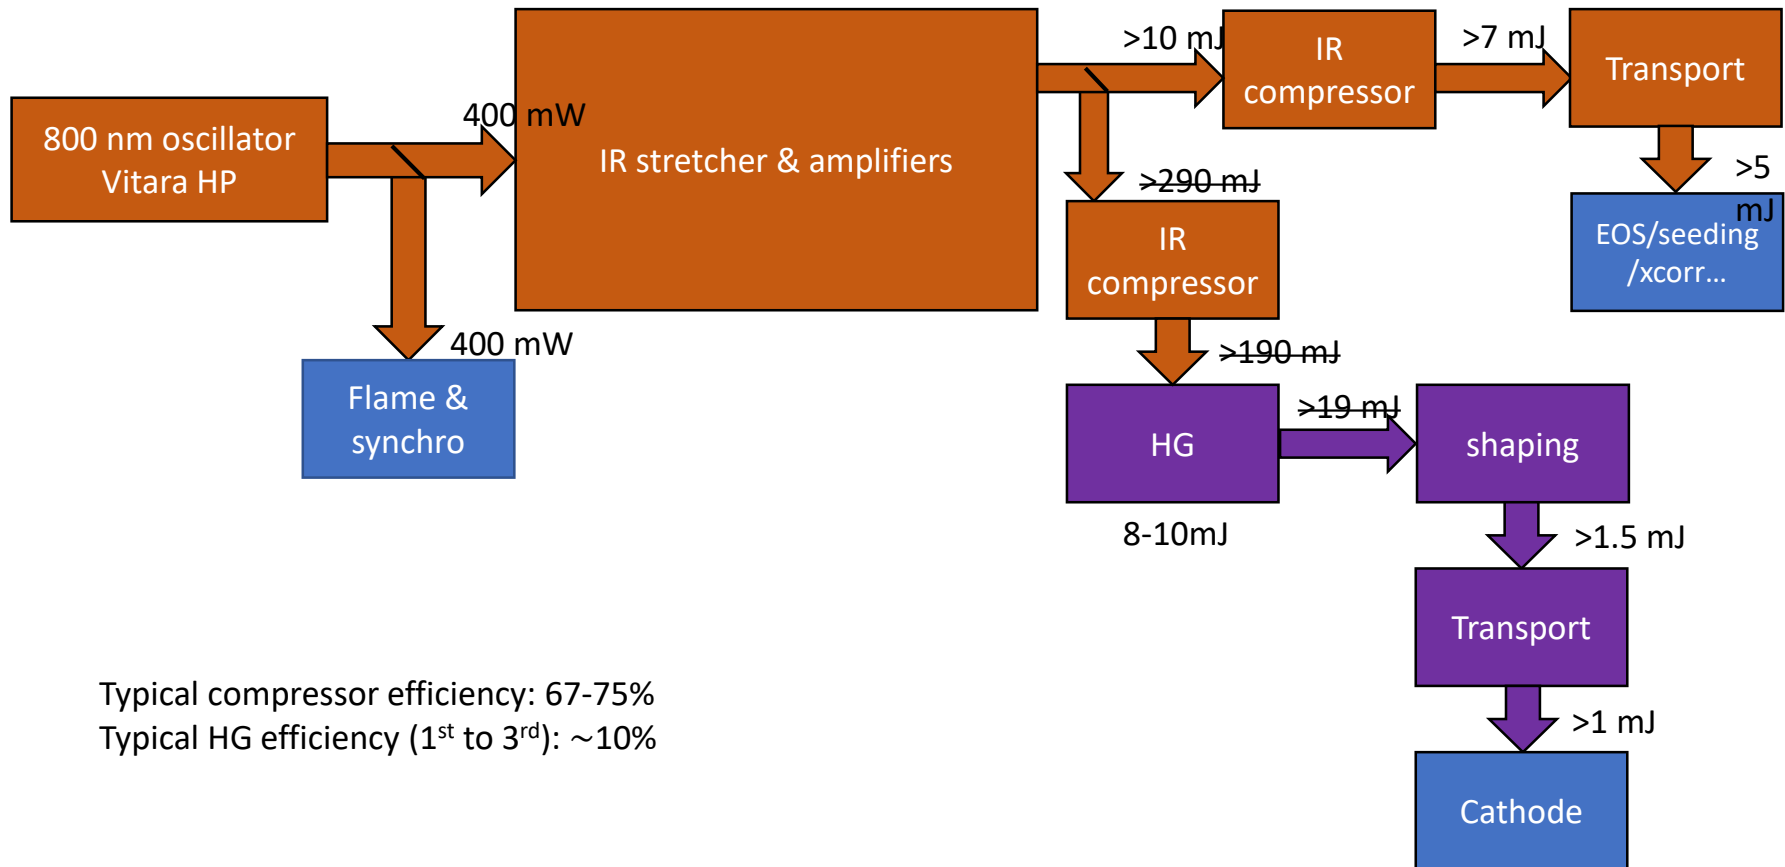 >10 mJ
IR
compressor
>7 mJ
Transport
800 nm oscillator
Vitara HP
400 mW
IR stretcher & amplifiers
>290 mJ
>5
mJ
EOS/seeding
/xcorr...
IR
compressor
400 mW
Flame &
synchro
>190 mJ
HG
>19 mJ
shaping
8-10mJ
>1.5 mJ
Transport
Typical compressor efficiency: 67-75%
Typical HG efficiency (1st to 3rd): ~10%
>1 mJ
Cathode